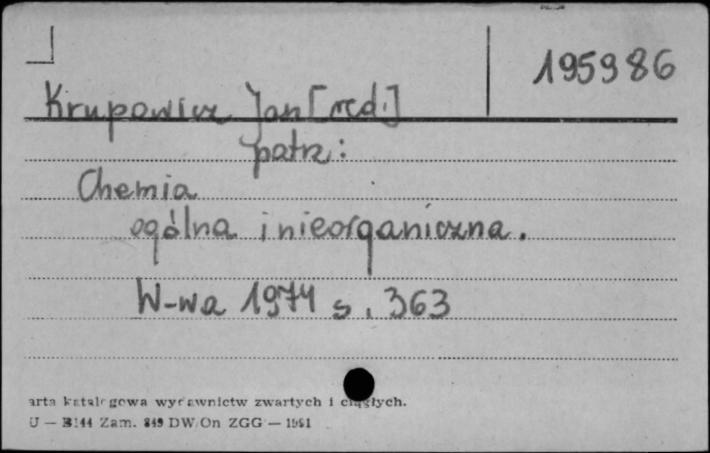 195986
Krupowicz Jan [red.]
patrz:
Chemia
ogólna i nieorganiczna.
W-wa 1974 s. 363
arta katalogowa wydawnictw zwartych i ciągłych.
U — B144 Zam. 849 DW/On ZGG —